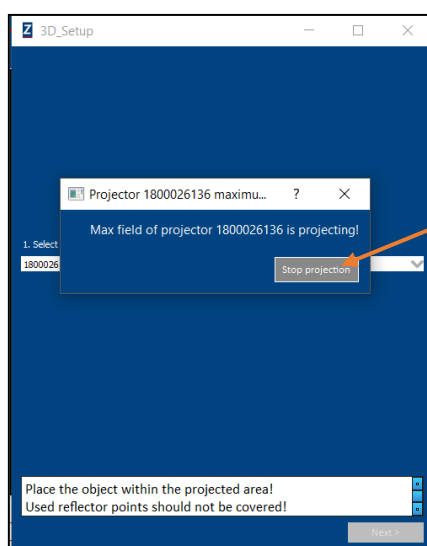 Z 3D_Setup
Projector 1800026136 maximu...
?
Max field of projector 1800026136 is projecting!
1. Select
1800026
Stop projection
Place the object within the projected area!
Used reflector points should not be covered!
Next >